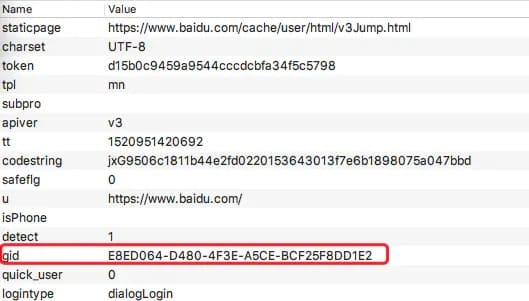 Name Value
staticpage https://www.baidu.com/cache/user/html/v3Jump.html
charset UTF-8
token d15b0c9459a9544cccdcbfa34f5c5798
tpl mn
subpro
apiver v3
tt 1520951420692
codestring jxG9506c1811b44e2fd0220153643013f7e6b1898075a047bbd
safeflg 0
u https://www.baidu.com/
isPhone
detect 1
gid E8ED064-D480-4F3E-A5CE-BCF25F8DD1E2
quick_user 0
logintype dialogLogin